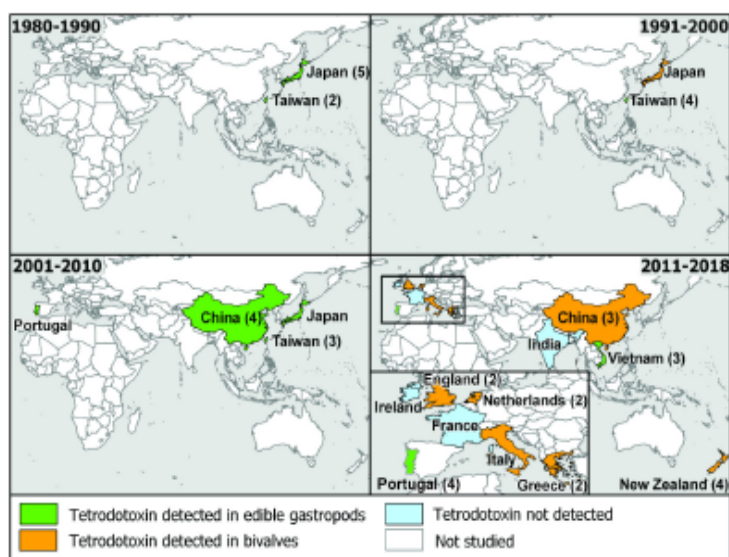 1980-1990
Japan (5)
Taiwan (2)
1991-2000
Japan
Taiwan (4)
2001-2010
Portugal
China (4)
Japan
Taiwan (3)
2011-2018
China (3)
India
Vietnam (3)
England (2)
Netherlands (2)
Ireland
France
Italy
Portugal (4)
Greece (2)
New Zealand (4)
Tetrodotoxin detected in edible gastropods
Tetrodotoxin not detected
Tetrodotoxin detected in bivalves
Not studied